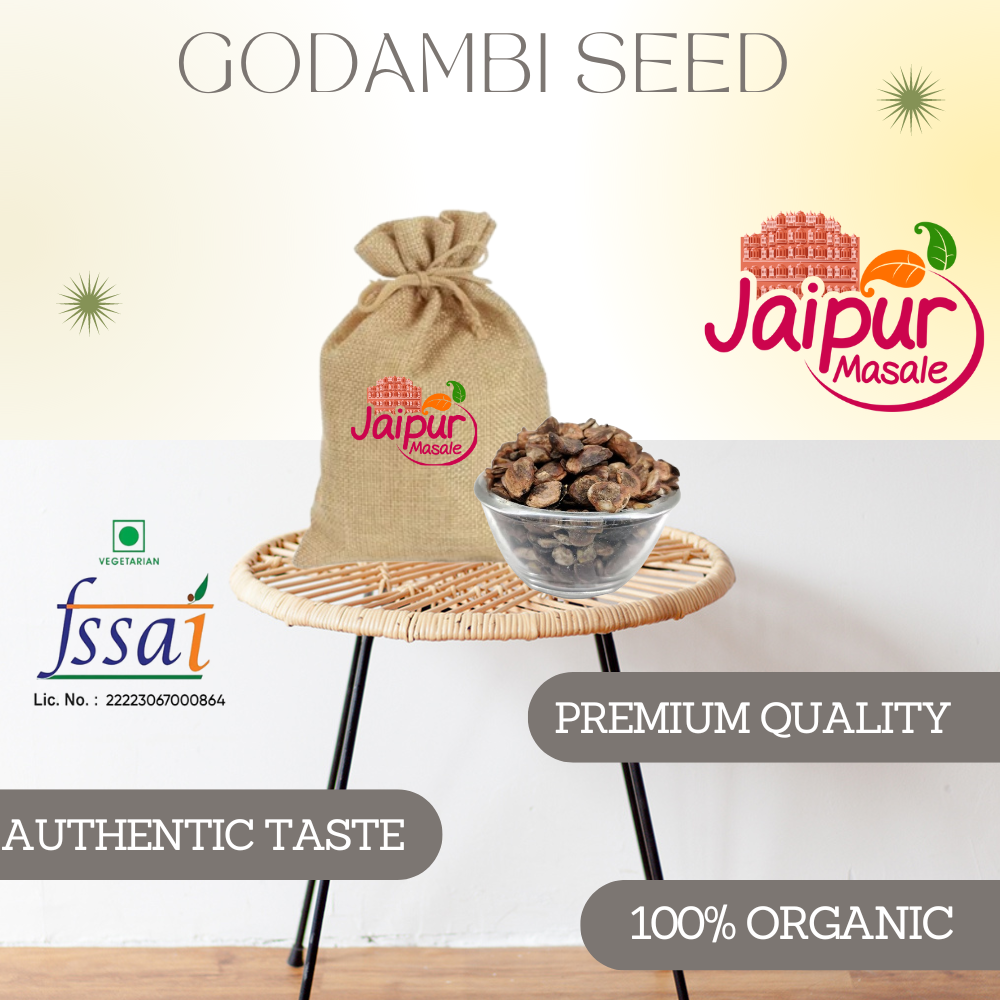 GODAMBI SEED
Jaipur
Masale
Jaipur
Masale
VEGETARIAN
fssai
Lic. No. : 22223067000864
PREMIUM QUALITY
AUTHENTIC TASTE
100% ORGANIC